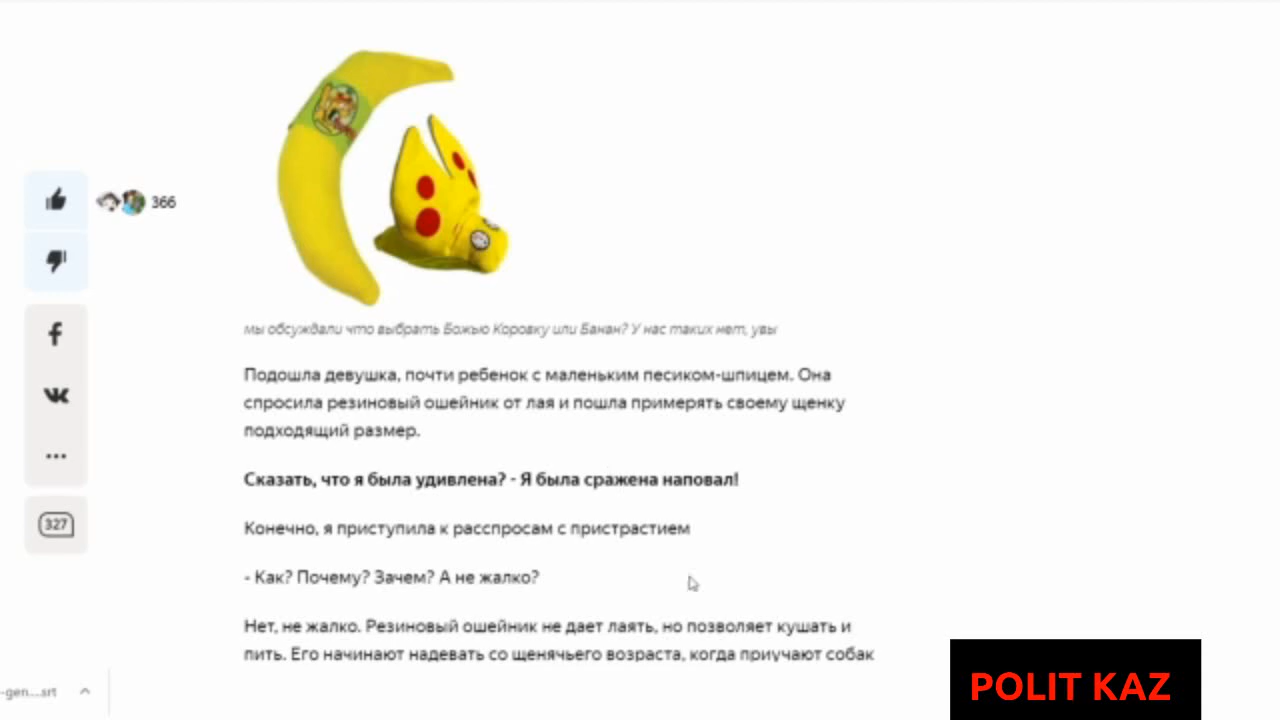 366
мы обсуждали что выбрать Божью Коровку или Банан? У нас таких нет, увы
Подошла девушка, почти ребенок с маленьким песиком-шпицем. Она
спросила резиновый ошейник от лая и пошла примерять своему щенку
подходящий размер.
Сказать, что я была удивлена? - Я была сражена наповал!
327
Конечно, я приступила к расспросам с пристрастием
- Как? Почему? Зачем? А не жалко?
Нет, не жалко. Резиновый ошейник не дает лаять, но позволяет кушать и
пить. Его начинают надевать со щенячьего возраста, когда приучают собак
-gen....srt
POLIT KAZ